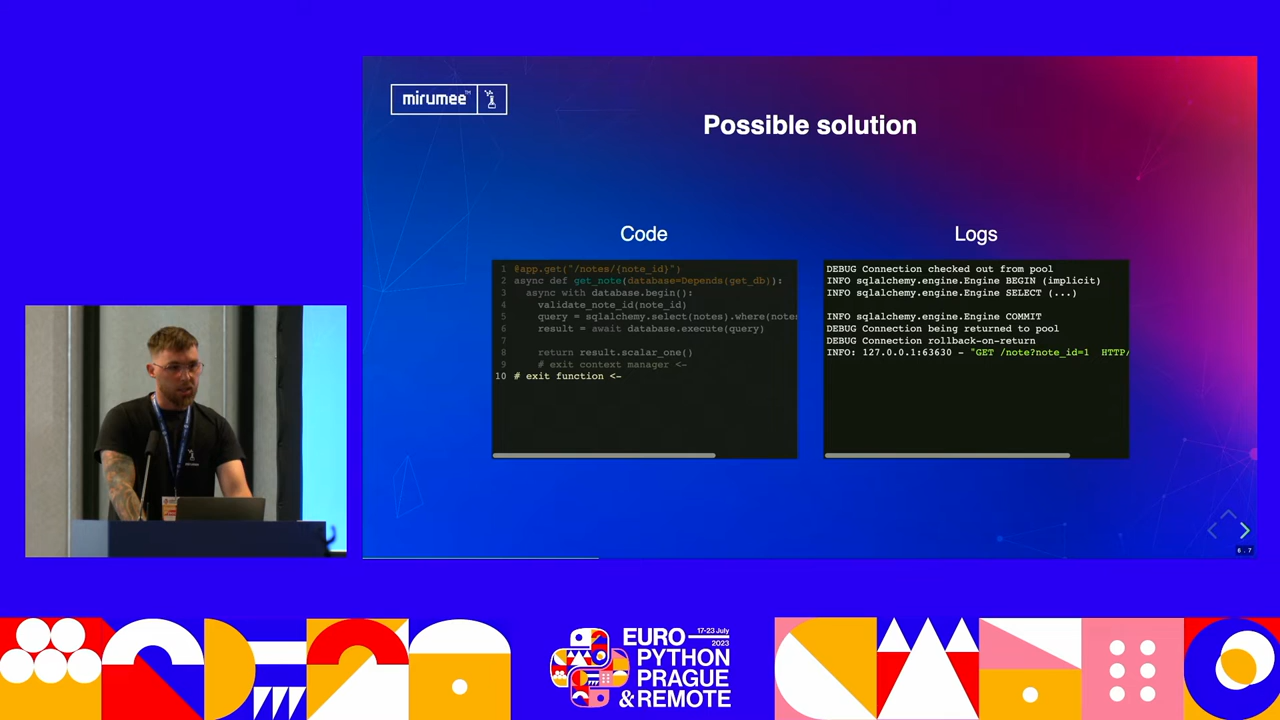 mirumee™
Possible solution
Code
Logs
1 @app.get("/notes/{note_id}")
2 async def get_note(database=Depends(get_db)):
3 async with database.begin():
4 validate_note_id(note_id)
5 query = sqlalchemy.select(notes).where(notes
6 result = await database.execute(query)
7
8 return result.scalar_one()
9 # exit context manager <-
10 # exit function <-
DEBUG Connection checked out from pool
INFO sqlalchemy.engine.Engine BEGIN (implicit)
INFO sqlalchemy.engine.Engine SELECT (...)
INFO sqlalchemy.engine.Engine COMMIT
DEBUG Connection being returned to pool
DEBUG Connection rollback-on-return
INFO: 127.0.0.1:63630 - "GET /note?note_id=1 HTTP/
6.7
17-23 July
2023
EURO
PYTHON
PRAGUE
& REMOTE